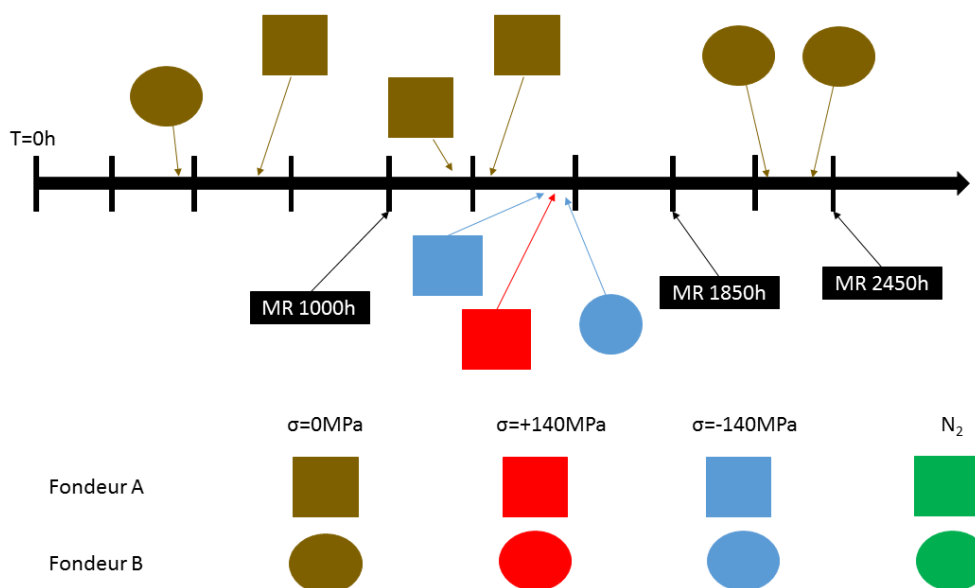 T=0h
MR 1000h
MR 1850h
MR 2450h
σ=0MPa
σ=+140MPa
σ=-140MPa
N₂
Fondeur A
Fondeur B